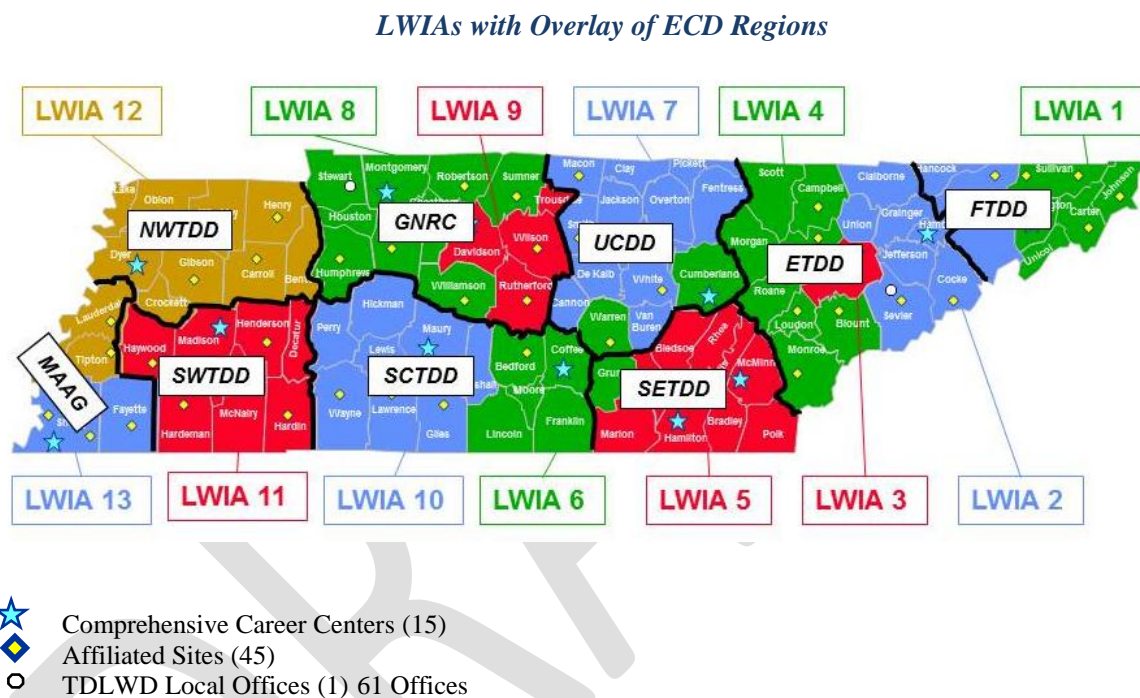 LWIAs with Overlay of ECD Regions
LWIA 12
LWIA 8
LWIA 9
LWIA 7
LWIA 4
LWIA 1
Stewart
Montgomery
Robertson
Sumner
Macon
Clay
Pickett
Scott
Campbell
Claiborne
Hancock
Sullivan
Johnson
Lake
Obion
Henry
Houston
Trousdale
Jackson
Overton
Fentress
Union
Grainger
Carter
NWTDD
GNRC
UCDD
ETDD
FTDD
Dyer
Gibson
Carroll
Humphreys
Davidson
Wilson
De Kalb
White
Cumberland
Morgan
Jefferson
Cocke
Unicoi
Crockett
Williamson
Rutherford
Cannon
Van
Buren
Warren
Roane
Loudon
Blount
Sevier
Lauderdale
Tipton
Haywood
Madison
Henderson
Decatur
Perry
Hickman
Maury
Lewis
Bedford
Coffee
Bledsoe
Rhea
McMinn
Monroe
MAAG
SWTDD
SCTDD
SETDD
Moore
Fayette
McNairy
Hardeman
Hardin
Wayne
Lawrence
Giles
Lincoln
Franklin
Marion
Hamilton
Bradley
Polk
LWIA 13
LWIA 11
LWIA 10
LWIA 6
LWIA 5
LWIA 3
LWIA 2
Comprehensive Career Centers (15)
Affiliated Sites (45)
TDLWD Local Offices (1) 61 Offices